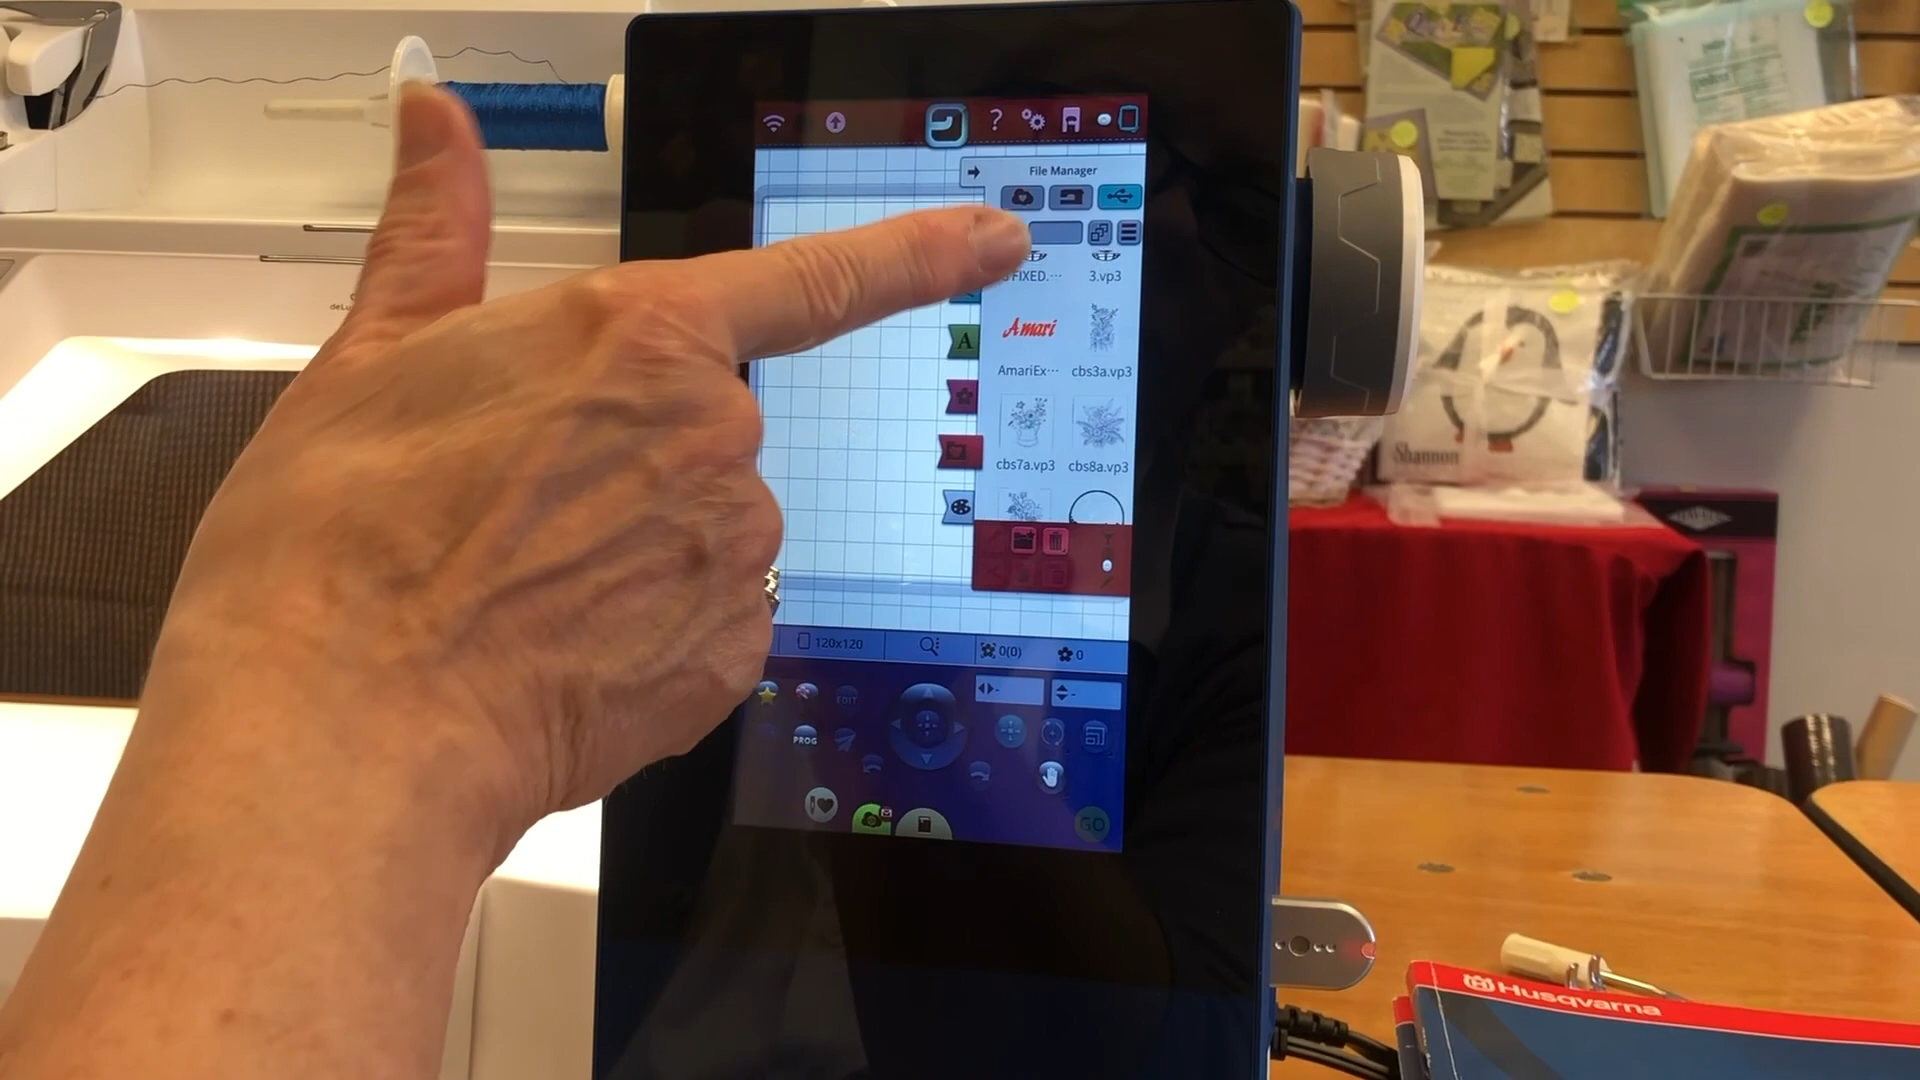 ?
File Manager
FIXED.…
3.vp3
Amari
AmariEx…
cbs3a.vp3
cbs7a.vp3
cbs8a.vp3
A
120x120
0(0)
0
EDIT
PROG
GO
Shannon
Husqvarna